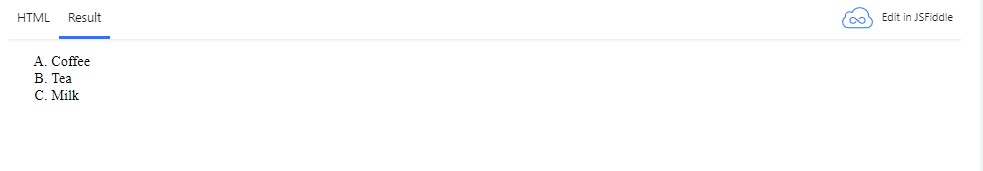 HTML Result Edit in JSFiddle
A. Coffee
B. Tea
C. Milk